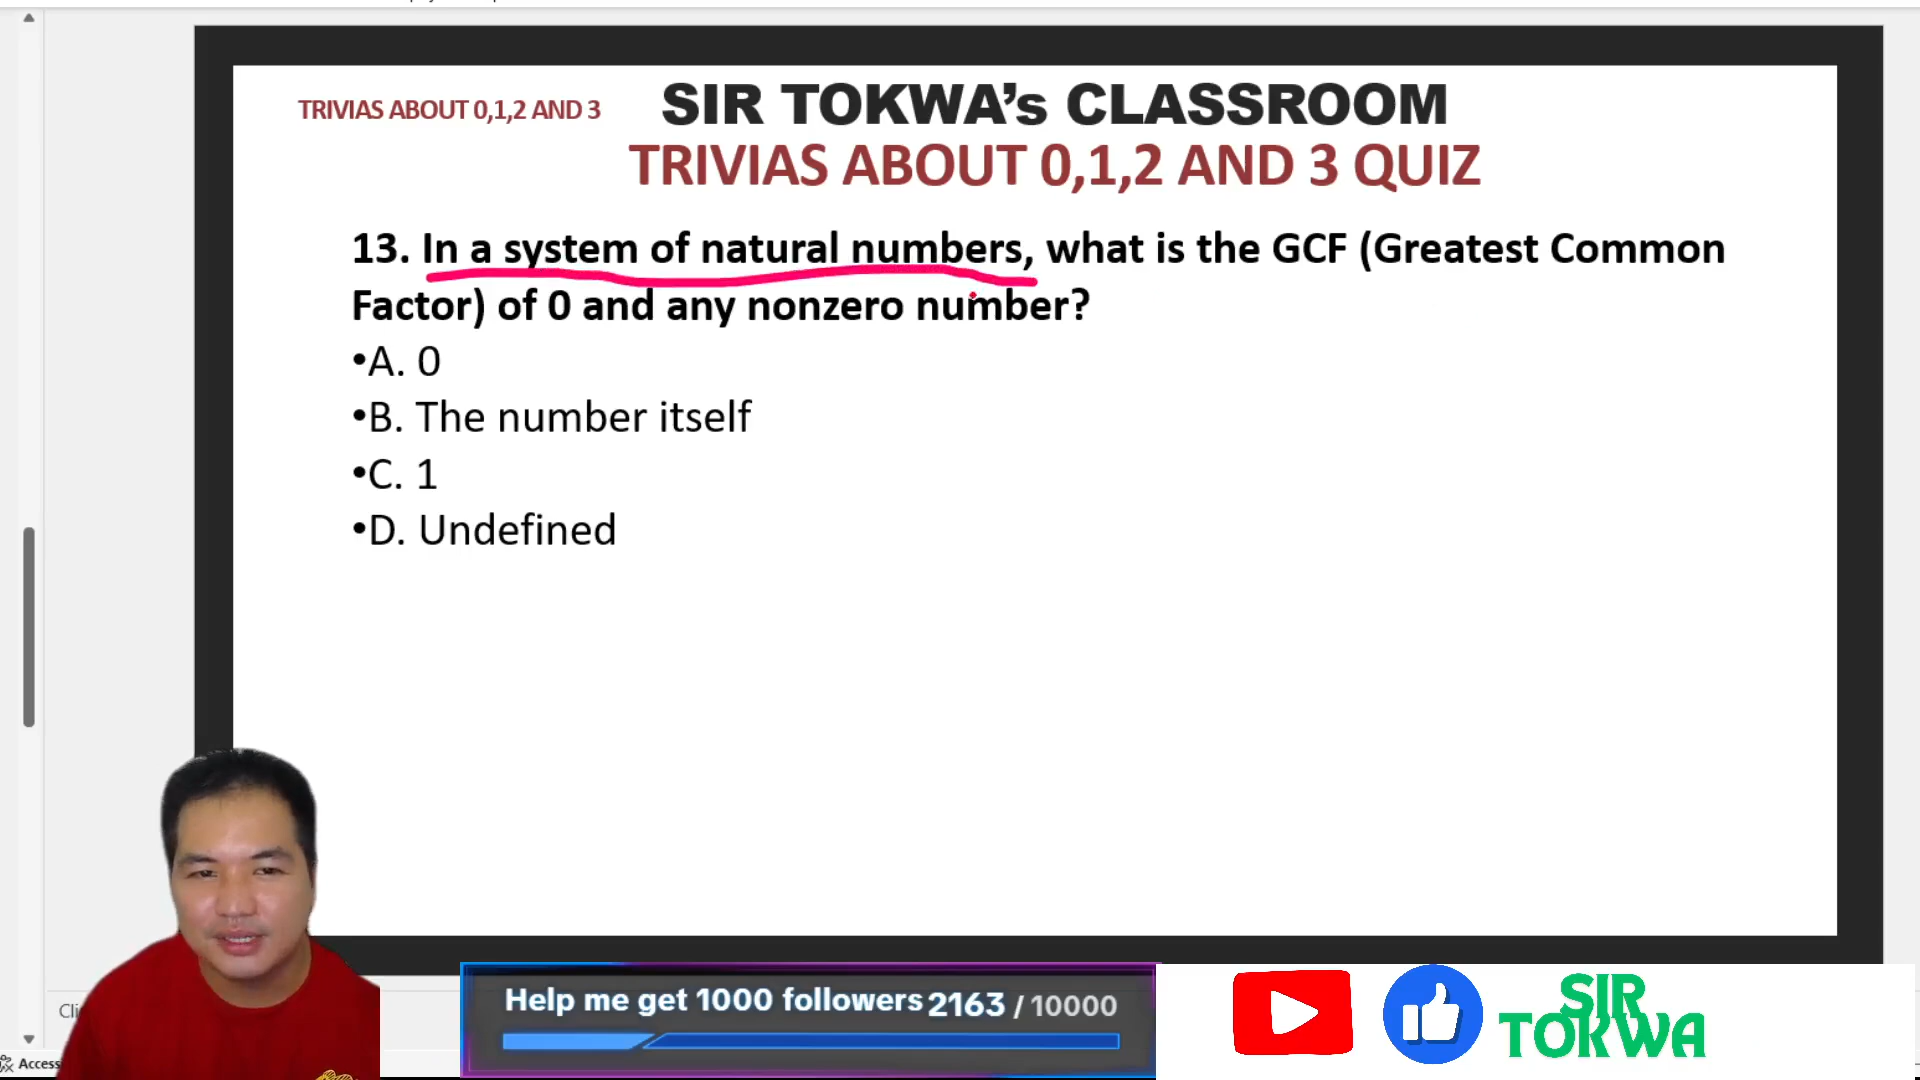 TRIVIAS ABOUT 0,1,2 AND 3
SIR TOKWA's CLASSROOM
TRIVIAS ABOUT 0,1,2 AND 3 QUIZ
13. In a system of natural numbers, what is the GCF (Greatest Common
Factor) of 0 and any nonzero number?
•A. 0
•B. The number itself
•C. 1
•D. Undefined
Cli
Access
Help me get 1000 followers 2163 / 10000
SIR
TOKWA